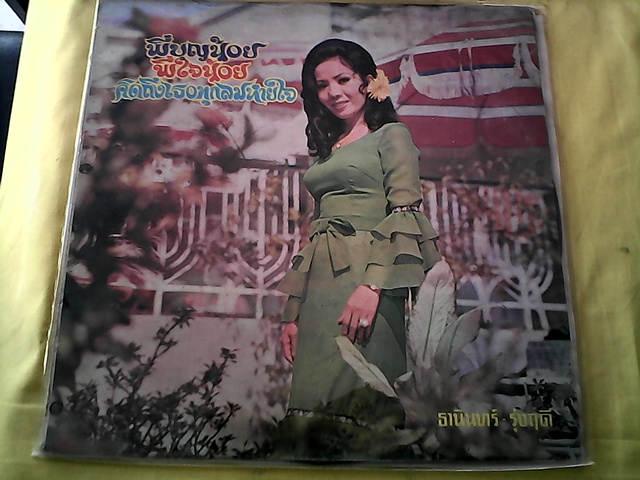 พี่บุญน้อย
พี่ใจน้อย
คิดถึงเธอทุกลมหายใจ
ธานินทร์ · รุ่งฤดี